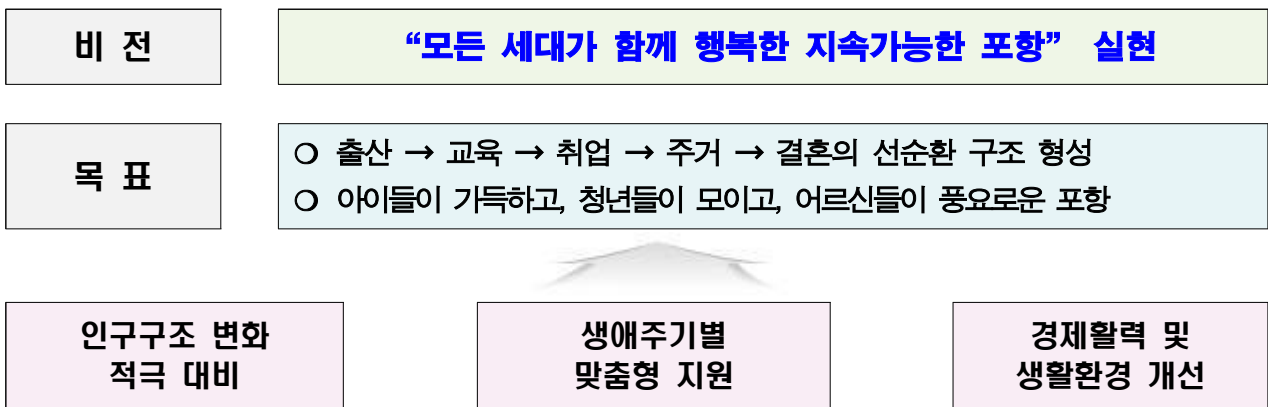 비 전
“모든 세대가 함께 행복한 지속가능한 포항” 실현
목 표
❍ 출산 → 교육 → 취업 → 주거 → 결혼의 선순환 구조 형성
❍ 아이들이 가득하고, 청년들이 모이고, 어르신들이 풍요로운 포항
인구구조 변화
적극 대비
생애주기별
맞춤형 지원
경제활력 및
생활환경 개선